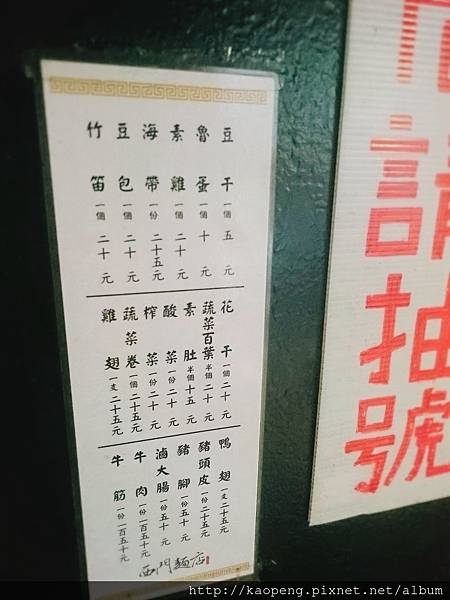 豆干 一個 五元
魯蛋 一個 十元
素雞 一個 二十元
海帶 一份 二十五元
豆包 一個 二十元
竹笛 一個 二十元
花干 一個 二十元
蔬菜百葉 半個 二十元
素肚 半個 十五元
酸菜 一份 二十元
榨菜 一份 二十元
蔬菜卷 一個 二十五元
雞翅 一支 二十五元
鴨翅 一支 二十五元
豬頭皮 一份 二十五元
豬腳 一份 五十元
滷大腸 一份 五十元
牛肉 一份 一百五十元
牛筋 一份 一百五十元
西門麵店
請抽號
http://kaopeng.pixnet.net/album